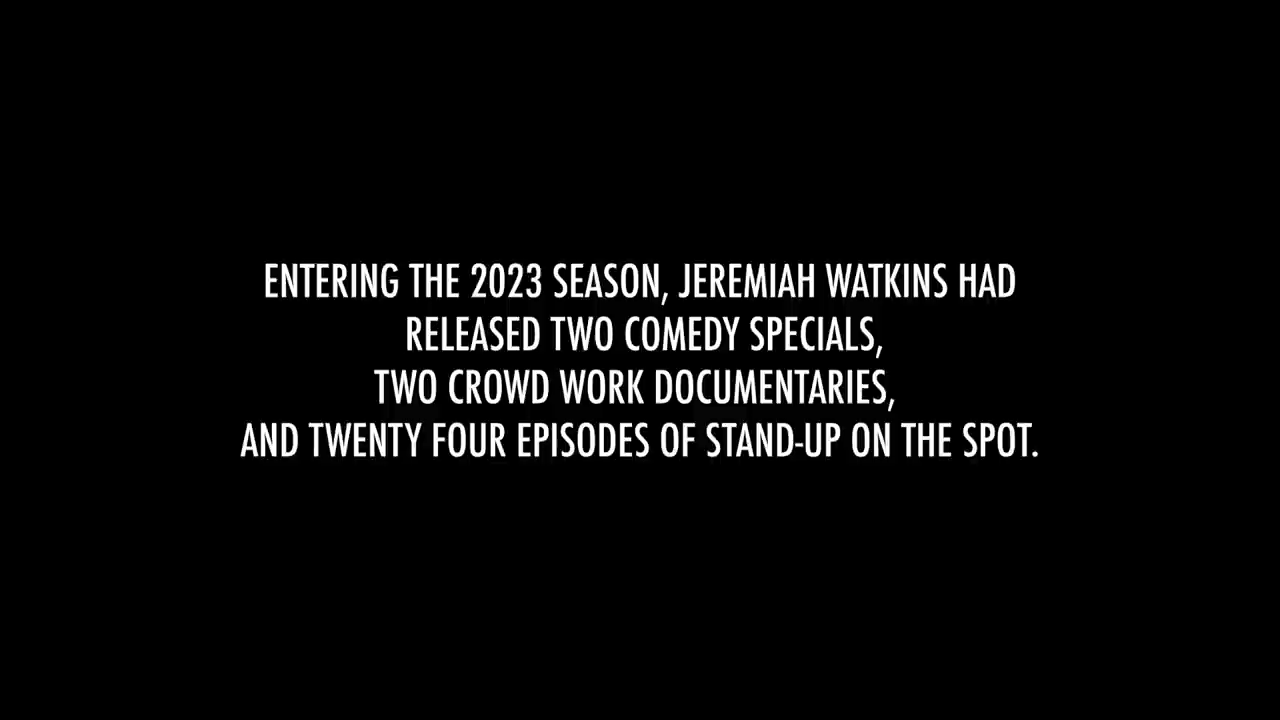 ENTERING THE 2023 SEASON, JEREMIAH WATKINS HAD
RELEASED TWO COMEDY SPECIALS,
TWO CROWD WORK DOCUMENTARIES,
AND TWENTY FOUR EPISODES OF STAND-UP ON THE SPOT.